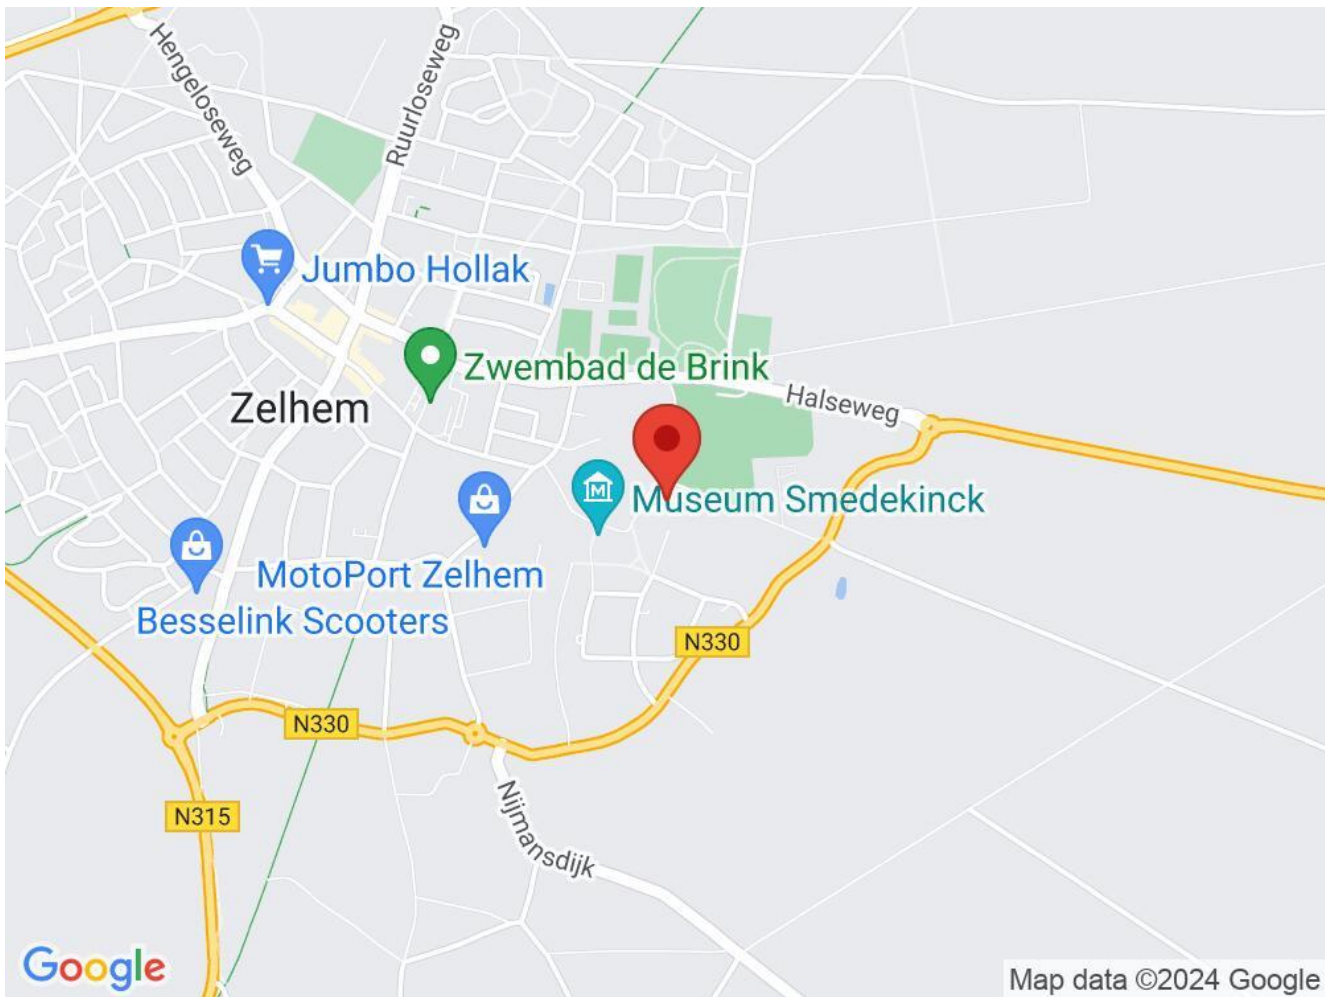 Hengeloseweg
Ruurloseweg
Jumbo Hollak
Zwembad de Brink
Halseweg
Zelhem
Museum Smedekinck
MotoPort Zelhem
Besselink Scooters
N330
N330
N315
Nijmansdijk
Google
Map data ©2024 Google